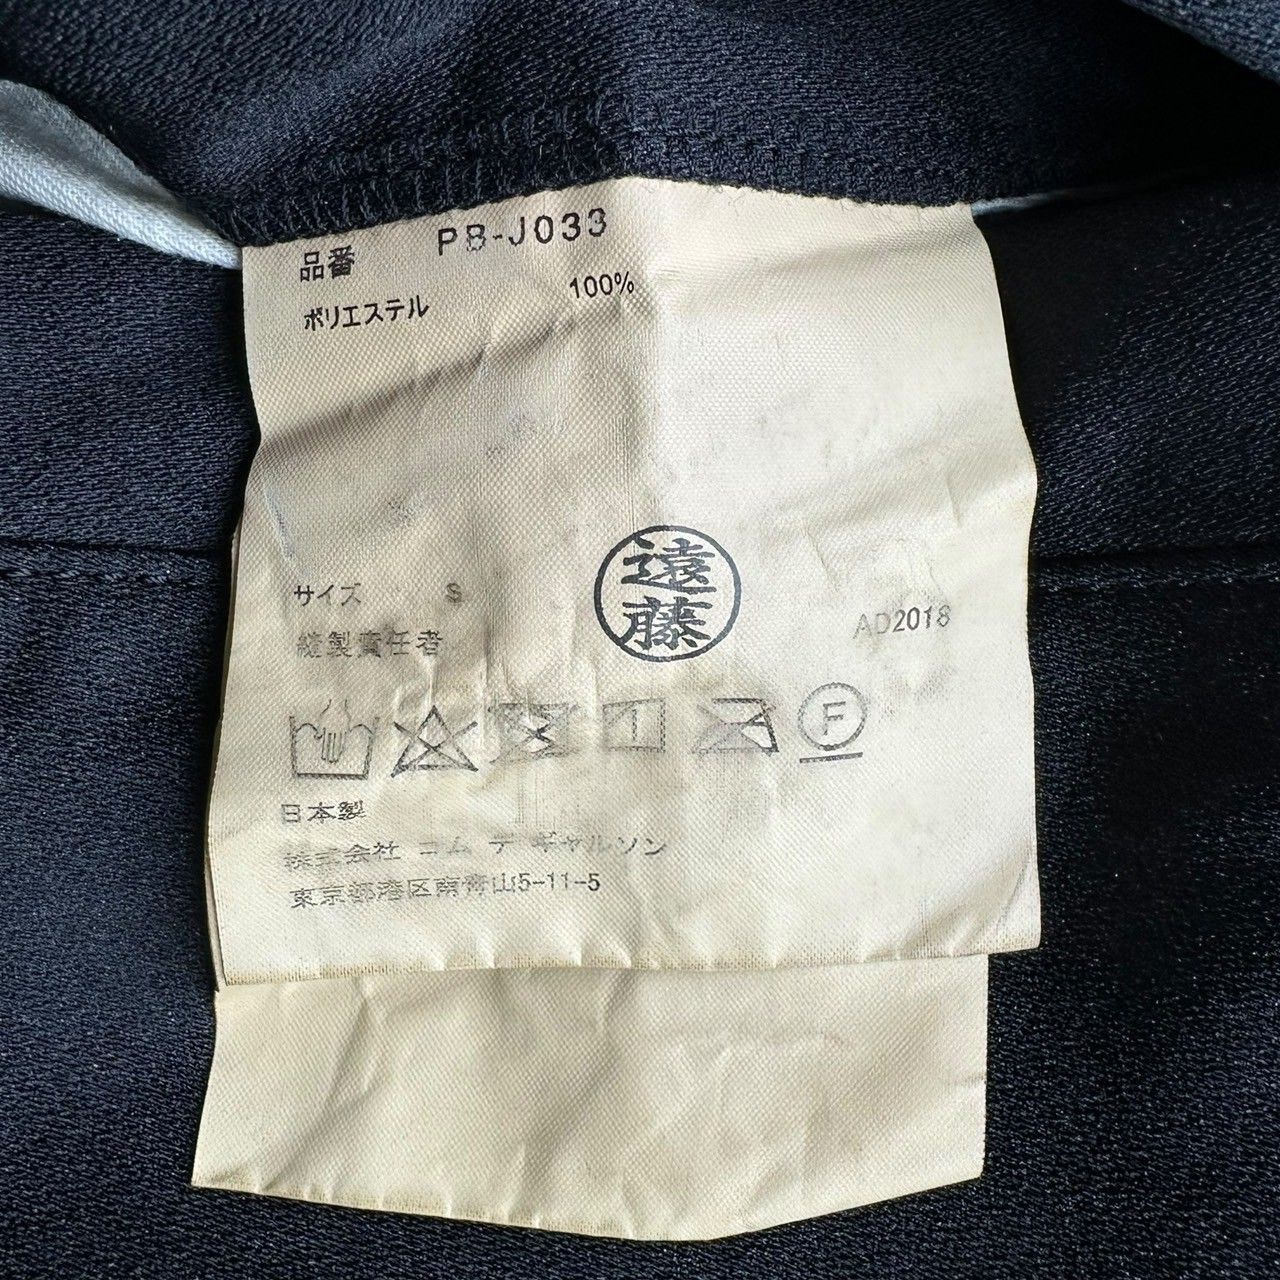 品番 PB-J033
ポリエステル 100%
サイズ S
縫製責任者
遠藤
AD2018
F
日本製
株式会社 コム デ ギャルソン
東京都港区南青山5-11-5